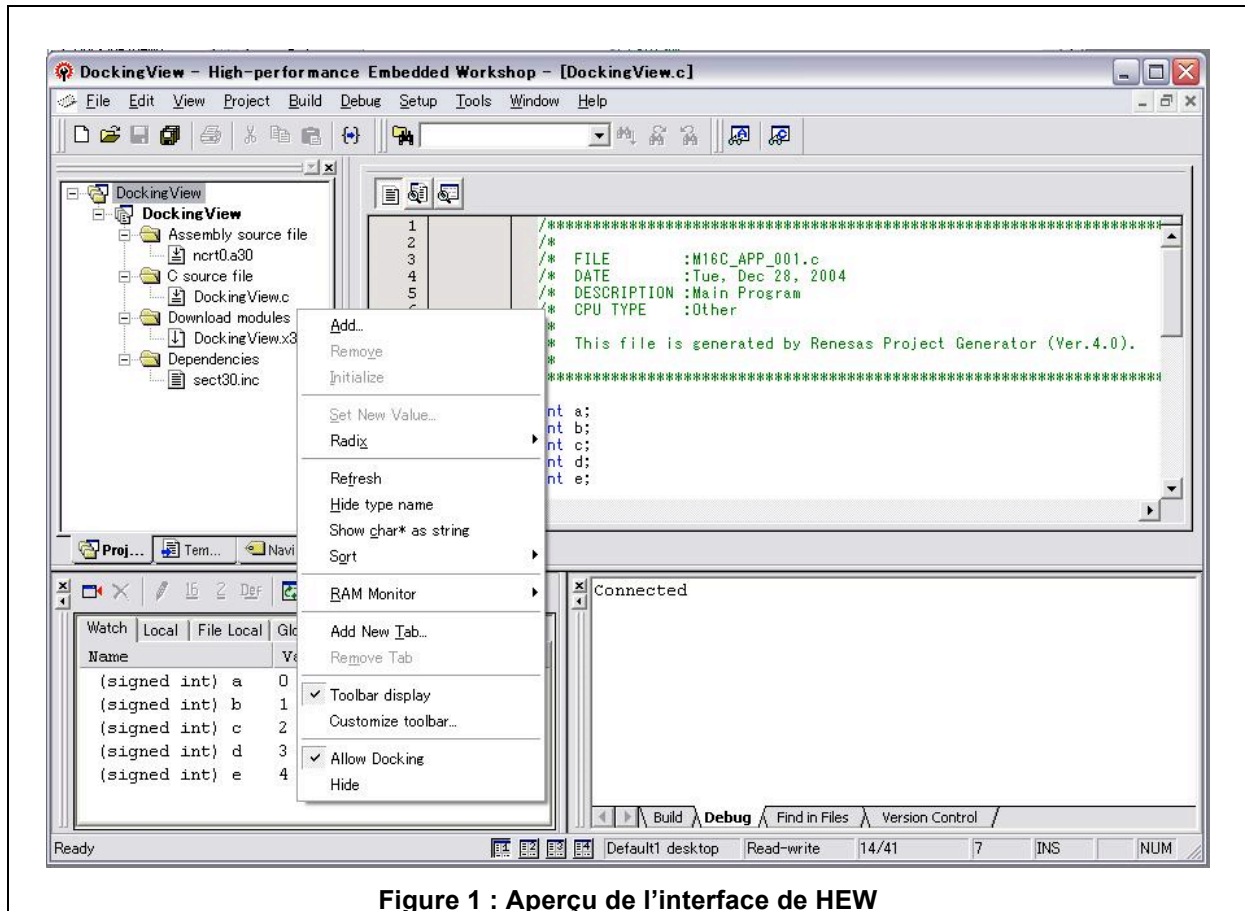 DockingView - High-performance Embedded Workshop - [DockingView.c]
File Edit View Project Build Debug Setup Tools Window Help
DockingView
DockingView
Assembly source file
ncrt0.a30
C source file
DockingView.c
Download modules
DockingView.x3
Dependencies
sect30.inc
Proj... Tem... Navi
1 /****************************************************************************
2 /*
3 /* FILE :M16C_APP_001.c
4 /* DATE :Tue, Dec 28, 2004
5 /* DESCRIPTION :Main Program
/* CPU TYPE :Other
*
* This file is generated by Renesas Project Generator (Ver.4.0).
*
****************************************************************************
nt a;
nt b;
nt c;
nt d;
nt e;
Add...
Remove
Initialize
Set New Value...
Radix
Refresh
Hide type name
Show char* as string
Sort
RAM Monitor
Add New Tab...
Remove Tab
Toolbar display
Customize toolbar...
Allow Docking
Hide
16 2 Def
Watch Local File Local Glo
Name Va
(signed int) a 0
(signed int) b 1
(signed int) c 2
(signed int) d 3
(signed int) e 4
Connected
Build Debug Find in Files Version Control
Ready 1 2 3 4 Default1 desktop Read-write 14/41 7 INS NUM
Figure 1 : Aperçu de l'interface de HEW